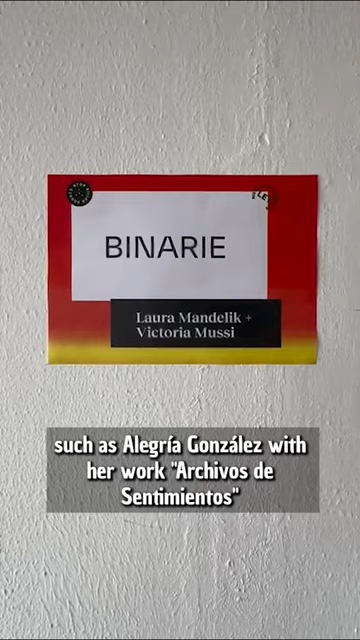 BINARIE
Laura Mandelik +
Victoria Mussi
such as Alegría González with
her work "Archivos de
Sentimientos"